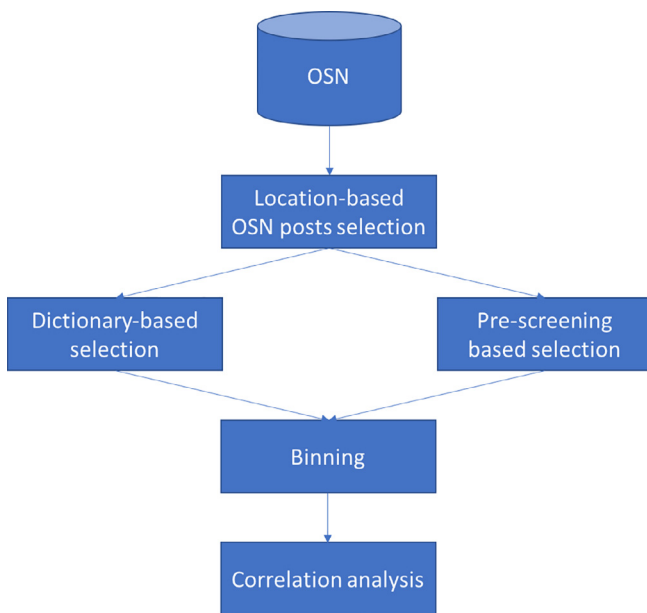 OSN
Location-based
OSN posts selection
Dictionary-based
selection
Pre-screening
based selection
Binning
Correlation analysis